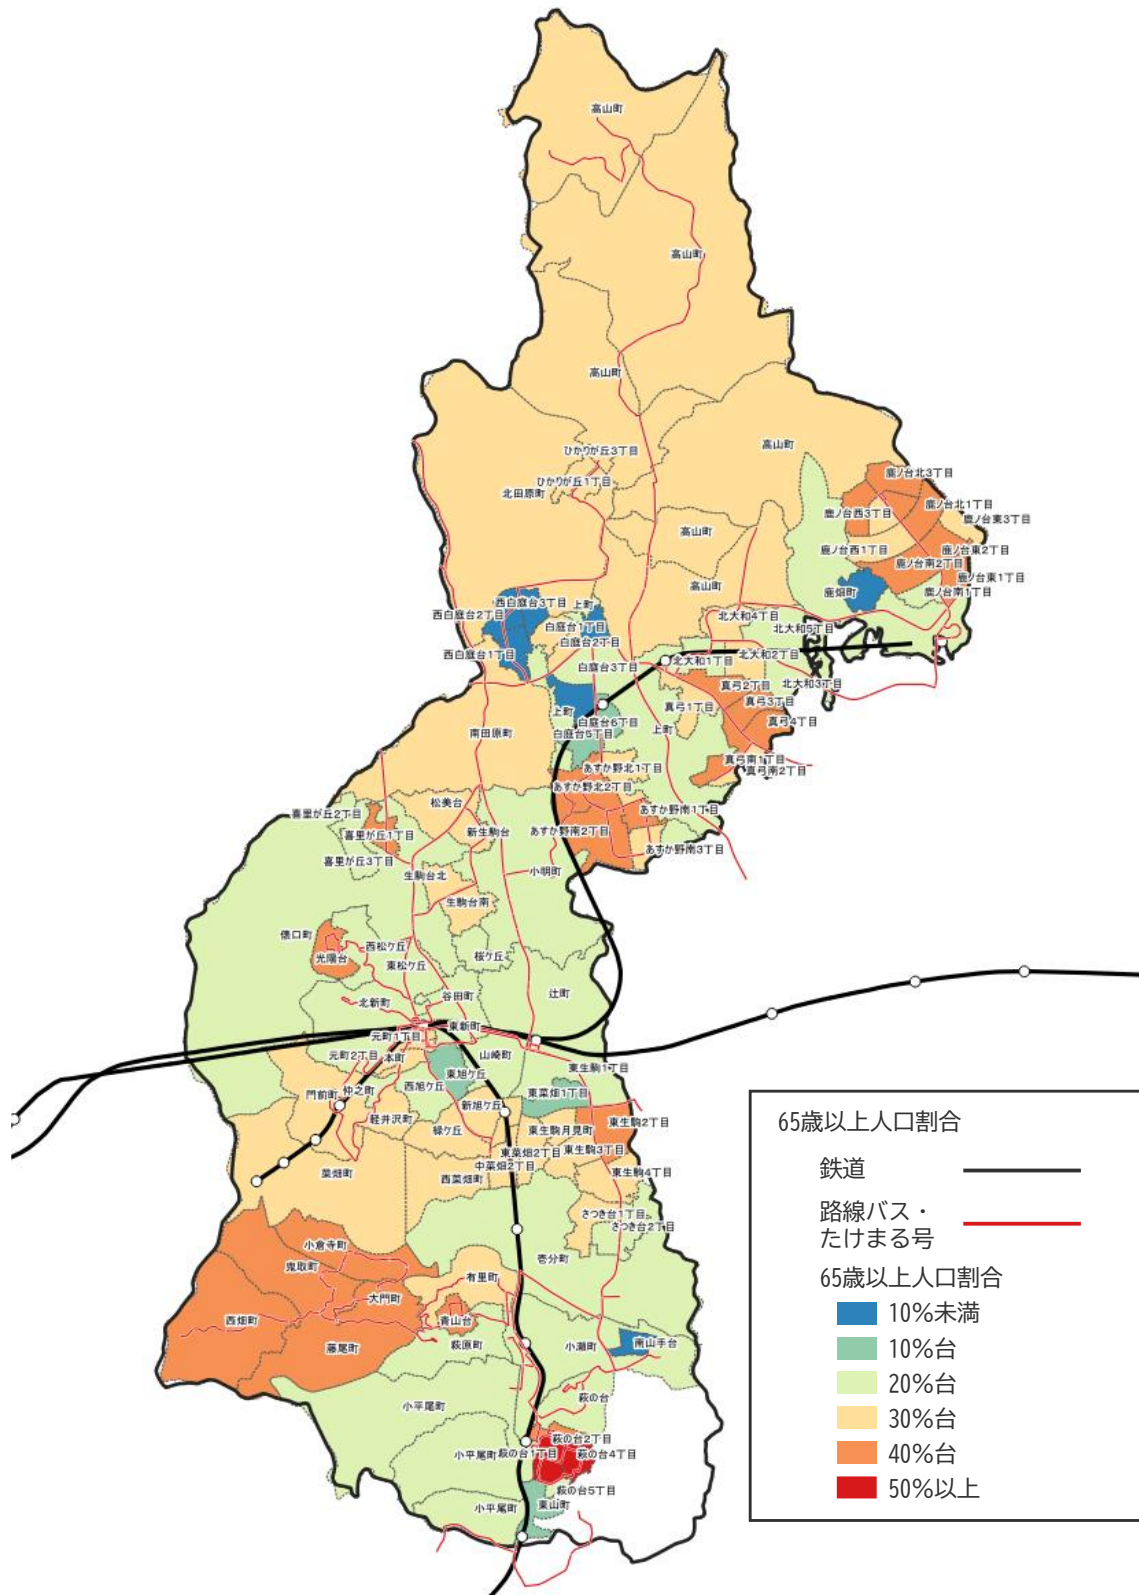 高山町
高山町
高山町
高山町
ひかりが丘3丁目
鹿ノ台北3丁目
ひかりが丘1丁目
北田原町
鹿ノ台北1丁目
鹿ノ台西3丁目
鹿ノ台東3丁目
高山町
鹿ノ台西1丁目
鹿ノ台東2丁目
鹿ノ台南2丁目
鹿ノ台東1丁目
高山町
鹿畑町
鹿ノ台南1丁目
西白庭台3丁目
上町
西白庭台2丁目
北大和4丁目
白庭台1丁目
北大和5丁目
白庭台2丁目
西白庭台1丁目
北大和2丁目
北大和1丁目
白庭台3丁目
北大和3丁目
真弓2丁目
真弓3丁目
真弓1丁目
上町
白庭台6丁目
真弓4丁目
南田原町
白庭台5丁目
上町
真弓南1丁目
あすか野北1丁目
真弓南2丁目
あすか野北2丁目
松美台
あすか野南1丁目
喜里が丘2丁目
喜里が丘1丁目
新生駒台
あすか野南2丁目
あすか野南3丁目
喜里が丘3丁目
生駒台北
小明町
生駒台南
俵口町
西松ケ丘
光陽台
東松ケ丘
桜ケ丘
辻町
北新町
谷田町
東新町
元町1丁目
元町2丁目
本町
山崎町
東生駒1丁目
東旭ケ丘
西旭ケ丘
門前町
仲之町
東菜畑1丁目
新旭ケ丘
軽井沢町
緑ケ丘
東生駒月見町
東生駒2丁目
東菜畑2丁目
東生駒3丁目
中菜畑2丁目
菜畑町
西菜畑町
東生駒4丁目
さつき台1丁目
さつき台2丁目
小倉寺町
鬼取町
壱分町
有里町
大門町
西畑町
青山台
藤尾町
萩原町
小瀬町
南山手台
萩の台
小平尾町
萩の台2丁目
小平尾町
萩の台1丁目
萩の台4丁目
萩の台5丁目
小平尾町
東山町
65歳以上人口割合
鉄道
路線バス・
たけまる号
65歳以上人口割合
10%未満
10%台
20%台
30%台
40%台
50%以上